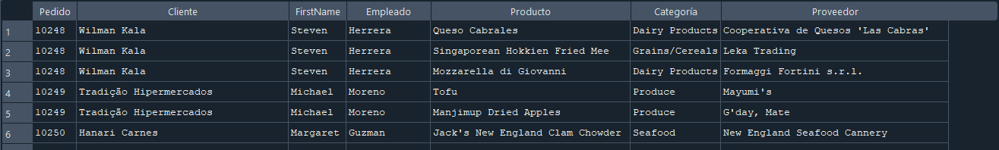 Pedido Cliente FirstName Empleado Producto Categoría Proveedor
1 10248 Wilman Kala Steven Herrera Queso Cabrales Dairy Products Cooperativa de Quesos 'Las Cabras'
2 10248 Wilman Kala Steven Herrera Singaporean Hokkien Fried Mee Grains/Cereals Leka Trading
3 10248 Wilman Kala Steven Herrera Mozzarella di Giovanni Dairy Products Formaggi Fortini s.r.l.
4 10249 Tradição Hipermercados Michael Moreno Tofu Produce Mayumi's
5 10249 Tradição Hipermercados Michael Moreno Manjimup Dried Apples Produce G'day, Mate
6 10250 Hanari Carnes Margaret Guzman Jack's New England Clam Chowder Seafood New England Seafood Cannery